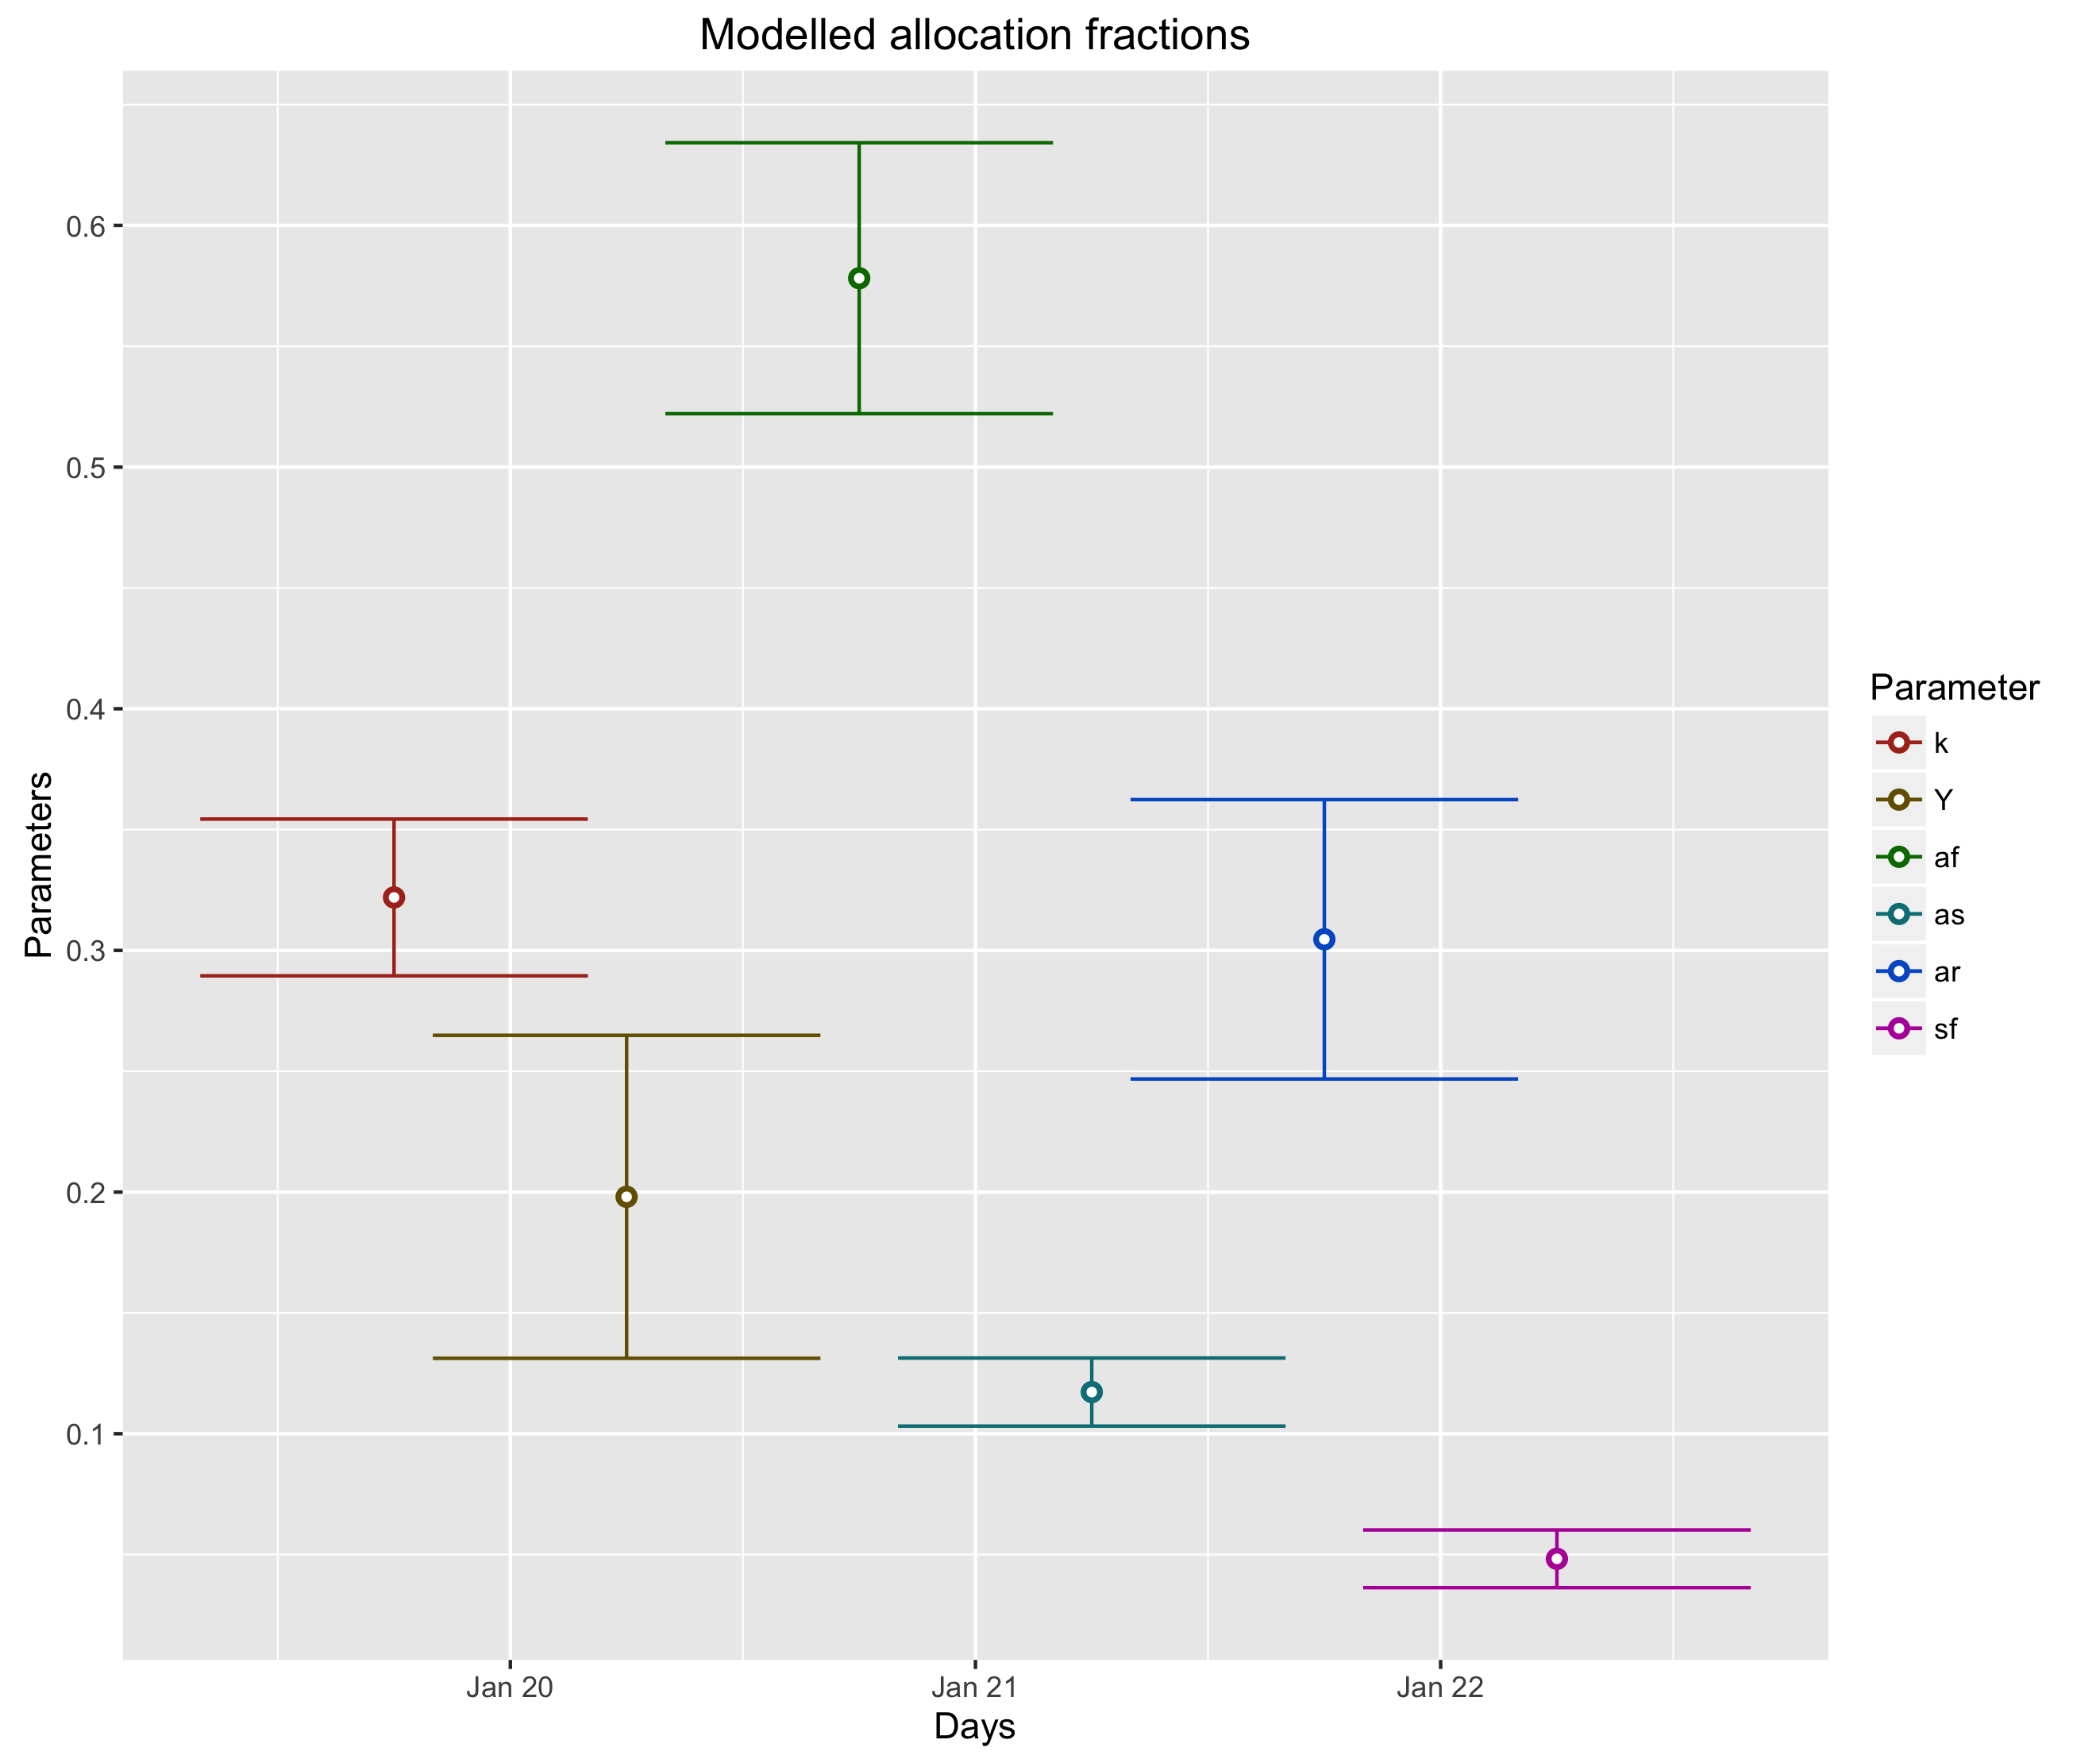 Modelled allocation fractions
Parameters
0.6
0.5
0.4
0.3
0.2
0.1
Jan 20
Jan 21
Jan 22
Days
Parameter
k
Y
af
as
ar
sf